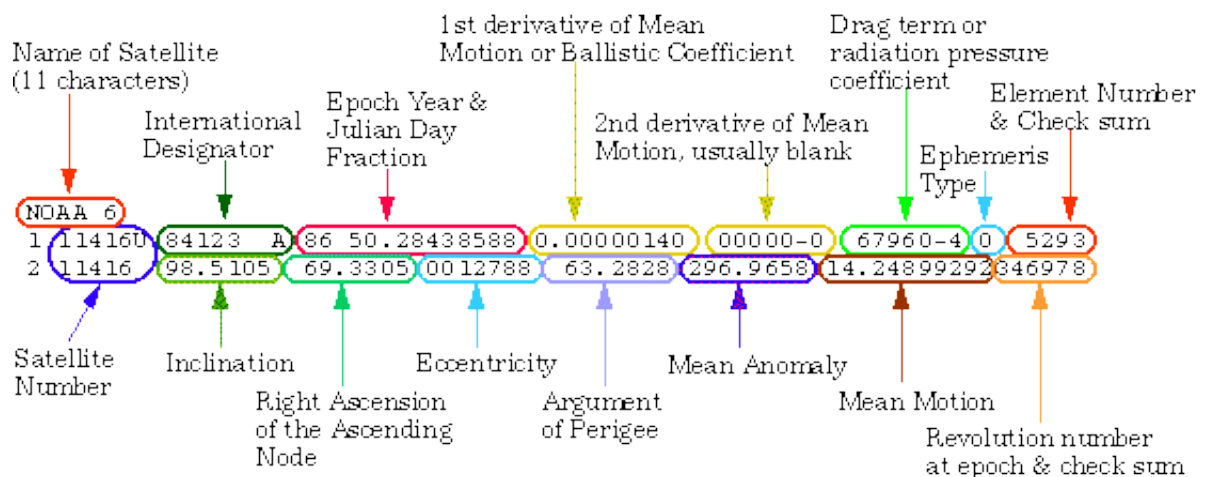 Name of Satellite
(11 characters)
International
Designator
Epoch Year &
Julian Day
Fraction
1st derivative of Mean
Motion or Ballistic Coefficient
2nd derivative of Mean
Motion, usually blank
Drag term or
radiation pressure
coefficient
Ephemeris
Type
Element Number
& Check sum
NOAA 6
1 11416U 84123 A 86 50.28438588 0.00000140 00000-0 67960-4 0 5293
2 11416 98.5105 69.3305 0012788 63.2828 296.9658 14.24899292 346978
Satellite
Number
Inclination
Right Ascension
of the Ascending
Node
Eccentricity
Argument
of Perigee
Mean Anomaly
Mean Motion
Revolution number
at epoch & check sum